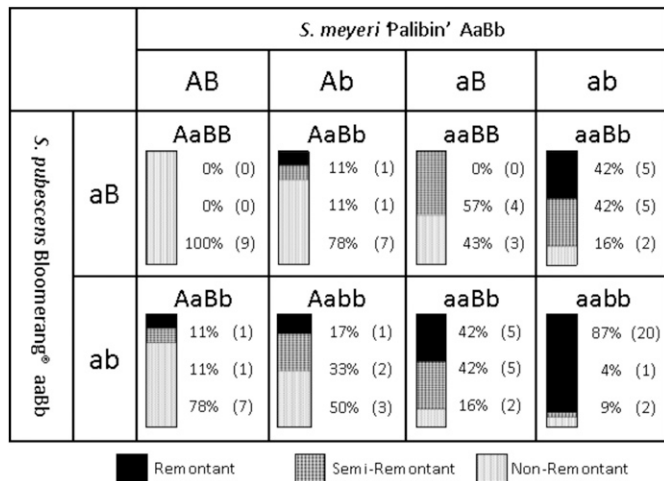 S. meyeri 'Palibin' AaBb
AB Ab aB ab
S. pubescens Bloomerang® aaBb
aB
AaBB AaBb aaBB aaBb
0% (0) 11% (1) 0% (0) 42% (5)
0% (0) 11% (1) 57% (4) 42% (5)
100% (9) 78% (7) 43% (3) 16% (2)
ab
AaBb Aabb aaBb aabb
11% (1) 17% (1) 42% (5) 87% (20)
11% (1) 33% (2) 42% (5) 4% (1)
78% (7) 50% (3) 16% (2) 9% (2)
Remontant Semi-Remontant Non-Remontant